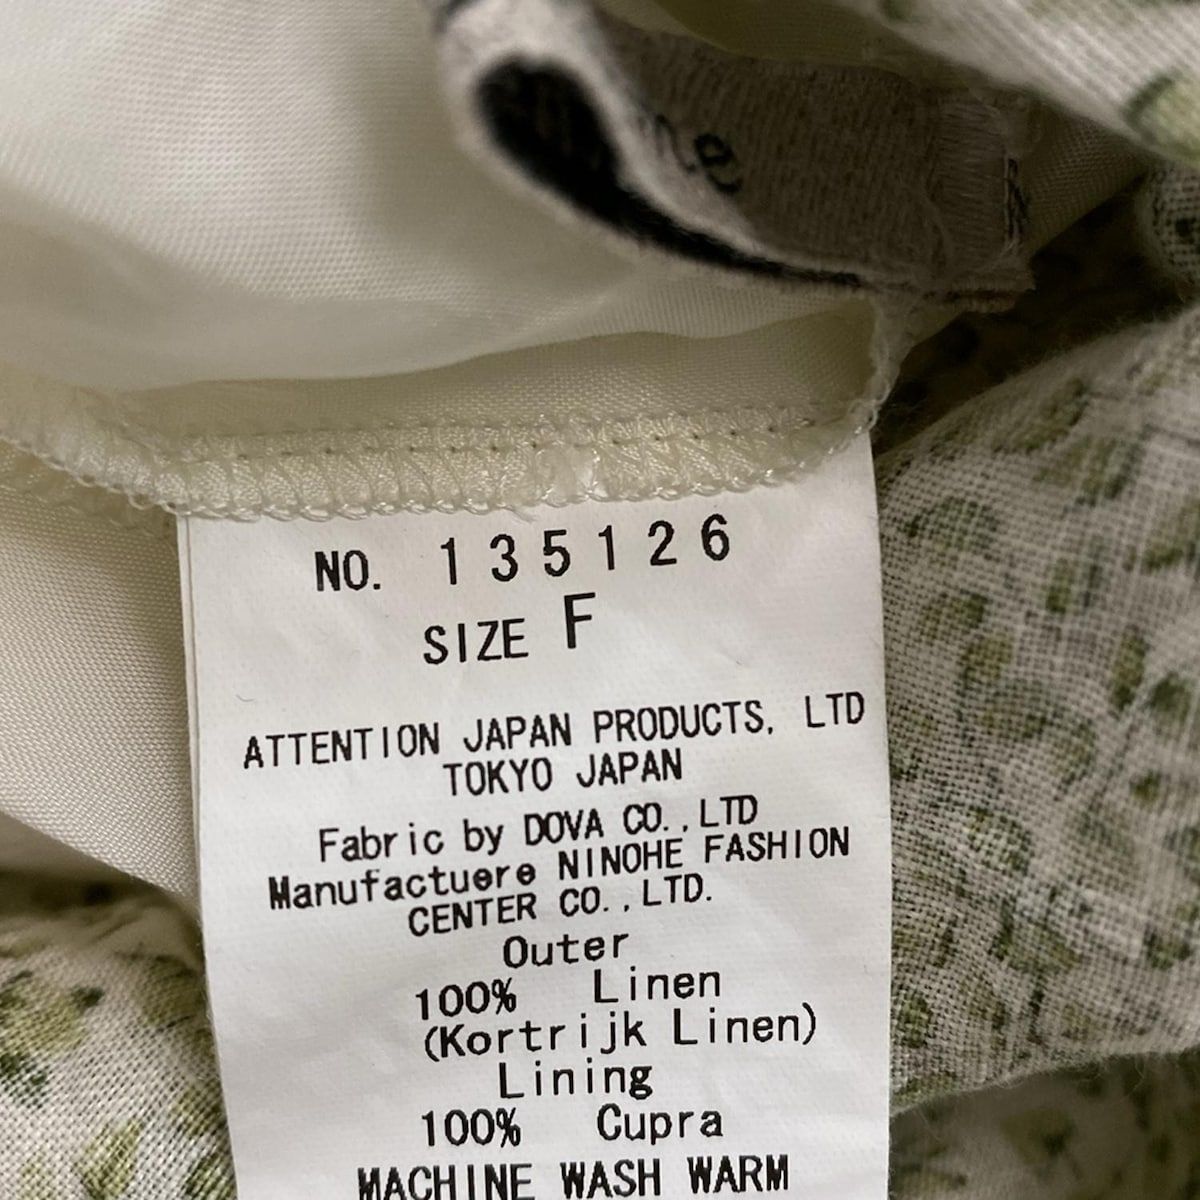 ne
NO. 135126
SIZE F
ATTENTION JAPAN PRODUCTS, LTD
TOKYO JAPAN
Fabric by DOVA CO.,LTD
Manufactuere NINOHE FASHION
CENTER CO.,LTD.
Outer
100% Linen
(Kortrijk Linen)
Lining
100% Cupra
MACHINE WASH WARM